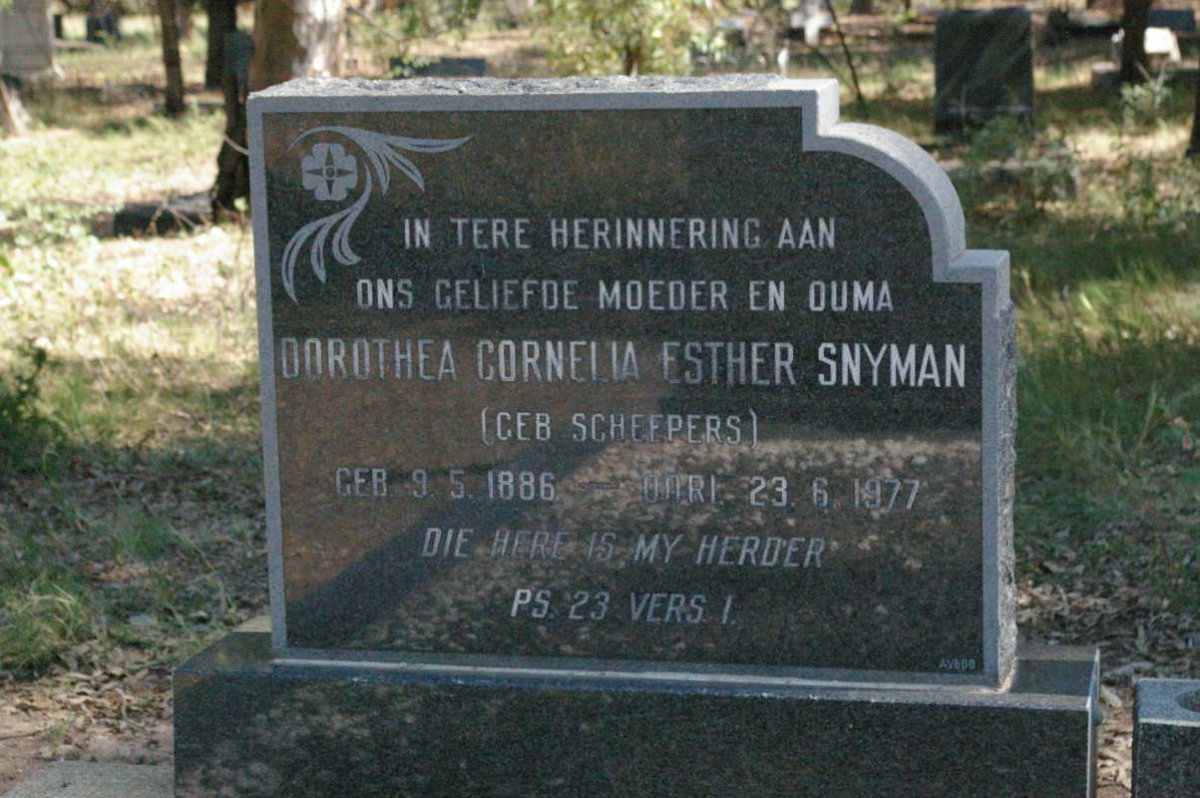 IN TERE HERINNERING AAN
ONS GELIEFDE MOEDER EN OUMA
DOROTHEA CORNELIA ESTHER SNYMAN
(GEB SCHEEPERS)
GEB. 9. 5. 1886 — OORL. 23. 6. 1977
DIE HERE IS MY HERDER
PS. 23 VERS 1.